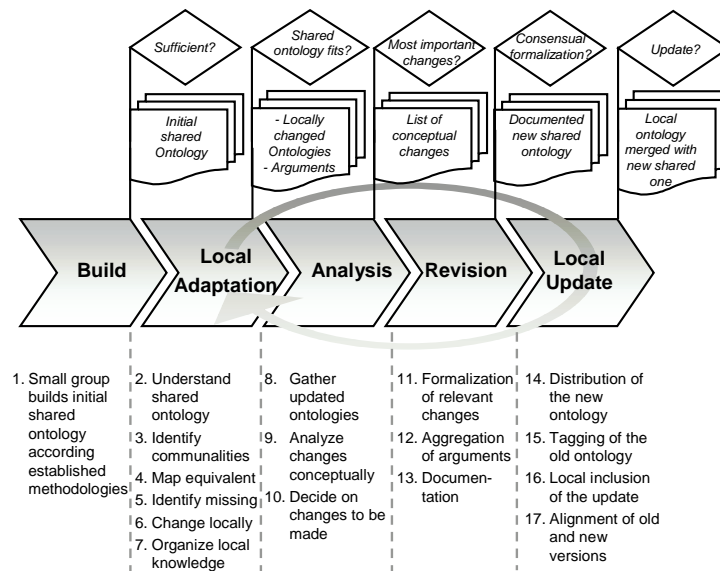 Sufficient?
Shared
ontology fits?
Most important
changes?
Consensual
formalization?
Update?
Initial
shared
Ontology
- Locally
changed
Ontologies
- Arguments
List of
conceptual
changes
Documented
new shared
ontology
Local
ontology
merged with
new shared
one
Build
Local
Adaptation
Analysis
Revision
Local
Update
1. Small group
builds initial
shared
ontology
according
established
methodologies
2. Understand
shared
ontology
3. Identify
communalities
4. Map equivalent
5. Identify missing
6. Change locally
7. Organize local
knowledge
8. Gather
updated
ontologies
9. Analyze
changes
conceptually
10. Decide on
changes to be
made
11. Formalization
of relevant
changes
12. Aggregation
of arguments
13. Documen-
tation
14. Distribution of
the new
ontology
15. Tagging of the
old ontology
16. Local inclusion
of the update
17. Alignment of old
and new
versions